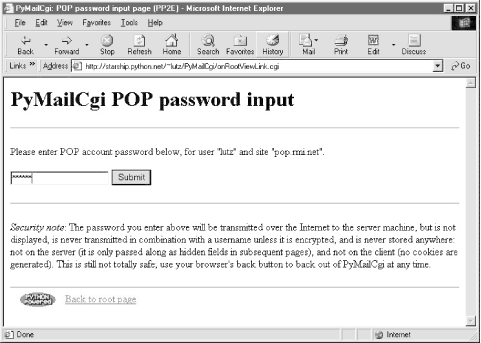 PyMailCgi: POP password input page (PP2E) - Microsoft Internet Explorer
File Edit View Favorites Tools Help
Back Forward Stop Refresh Home Search Favorites History Mail Print Edit Discuss
Links » Address http://starship.python.net/~lutz/PyMailCgi/onRootViewLink.cgi Go
PyMailCgi POP password input
Please enter POP account password below, for user "lutz" and site "pop.rmi.net".
****** Submit
Security note: The password you enter above will be transmitted over the Internet to the server machine, but is not
displayed, is never transmitted in combination with a username unless it is encrypted, and is never stored anywhere:
not on the server (it is only passed along as hidden fields in subsequent pages), and not on the client (no cookies are
generated). This is still not totally safe; use your browser's back button to back out of PyMailCgi at any time.
PYTHON Powered Back to root page
Done Internet